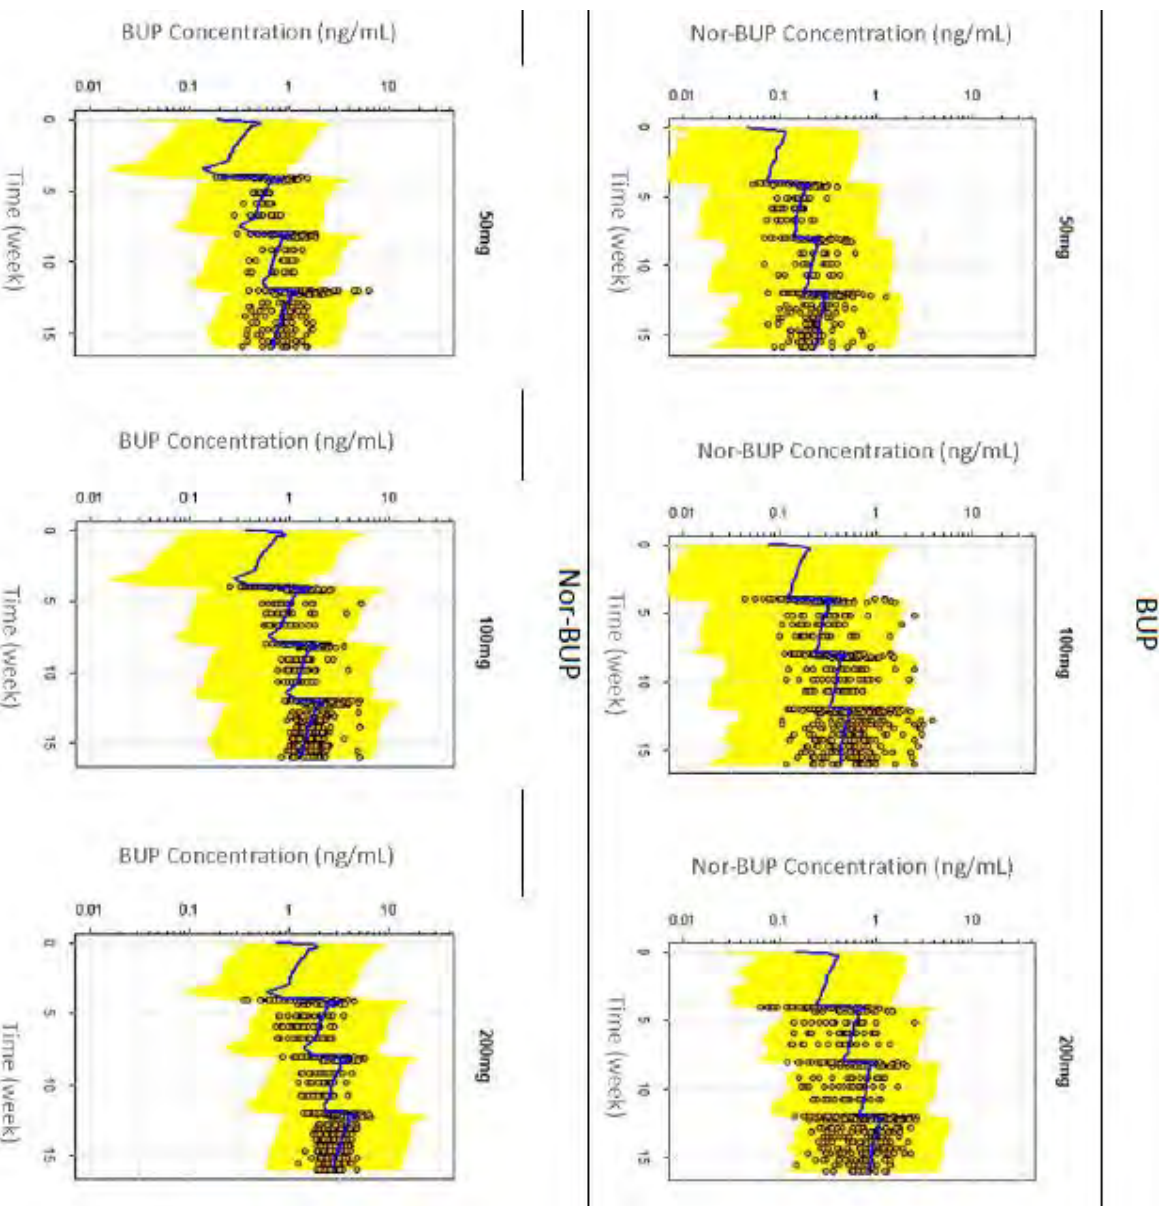 BUP
50mg
100mg
200mg
Nor-BUP Concentration (ng/mL)
Nor-BUP Concentration (ng/mL)
Nor-BUP Concentration (ng/mL)
10
1
0.1
0.01
10
1
0.1
0.01
10
1
0.1
0.01
0 5 10 15
0 5 10 15
0 5 10 15
Time (week)
Time (week)
Time (week)
Nor-BUP
50mg
100mg
200mg
BUP Concentration (ng/mL)
BUP Concentration (ng/mL)
BUP Concentration (ng/mL)
10
1
0.1
0.01
10
1
0.1
0.01
10
1
0.1
0.01
0 5 10 15
0 5 10 15
0 5 10 15
Time (week)
Time (week)
Time (week)